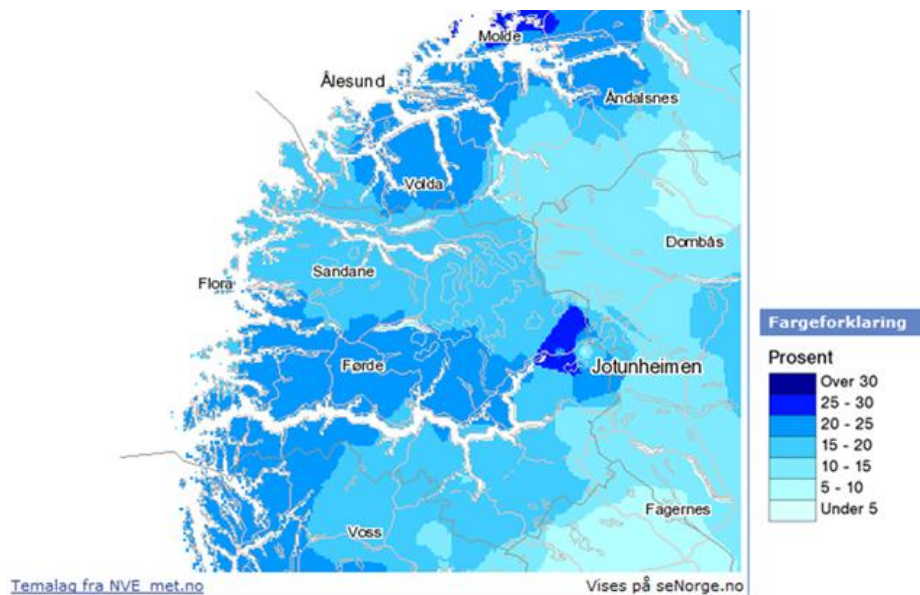 Molde
Ålesund
Åndalsnes
Volda
Dombås
Sandane
Flora
Førde
Jotunheimen
Fagernes
Voss
Temalag fra NVE met.no
Vises på seNorge.no
Fargeforklaring
Prosent
Over 30
25 - 30
20 - 25
15 - 20
10 - 15
5 - 10
Under 5